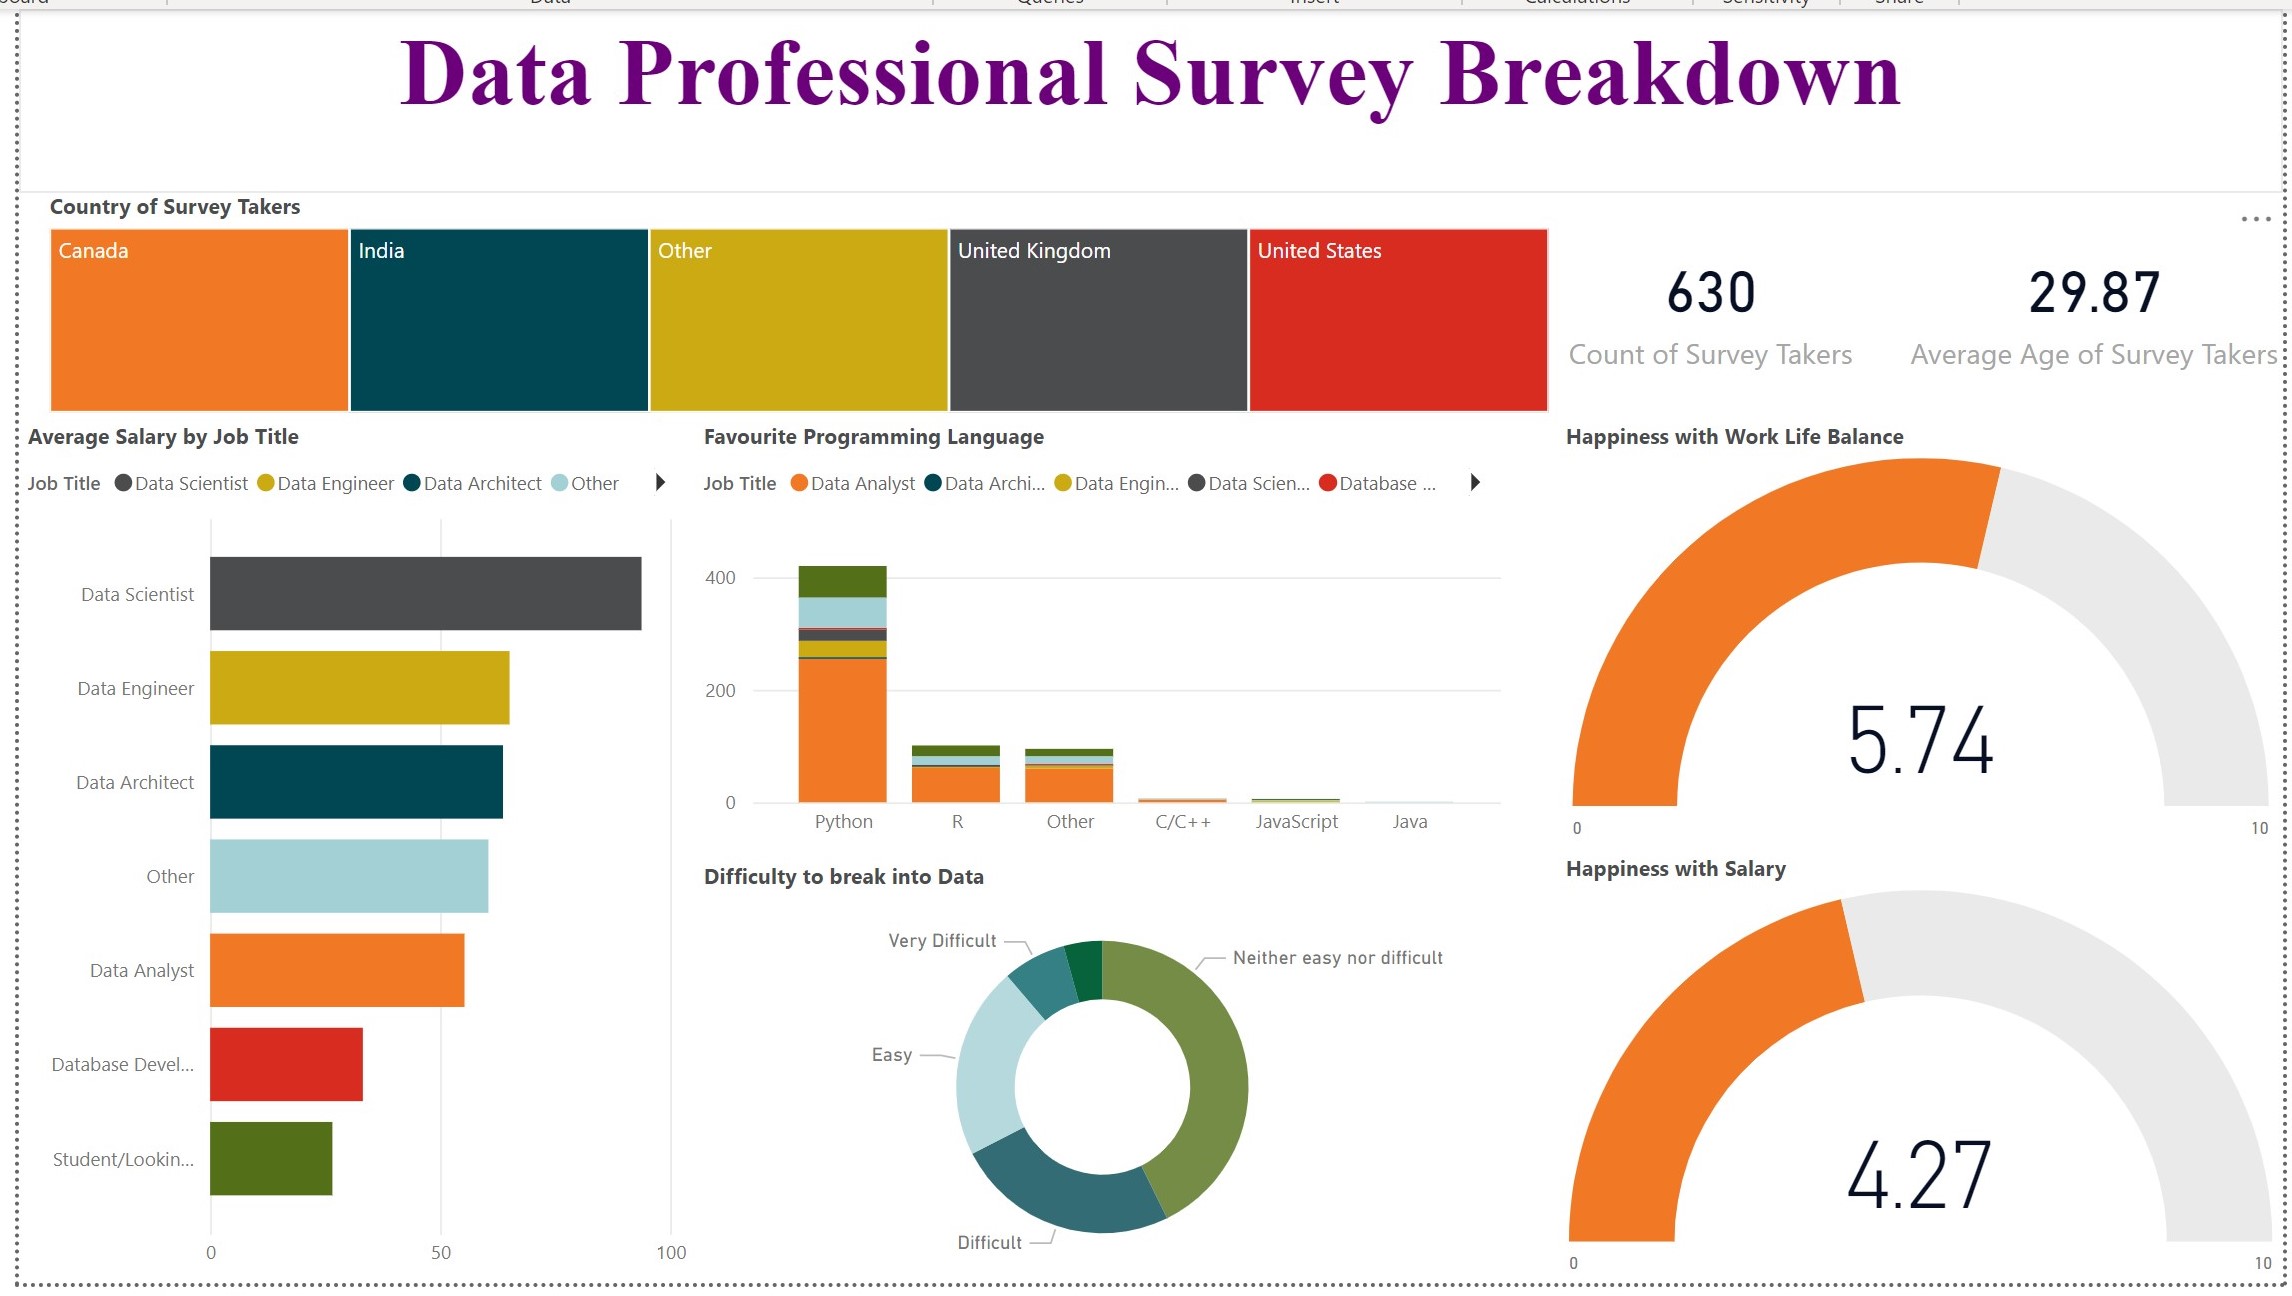 Data Professional Survey Breakdown
Country of Survey Takers
Canada
India
Other
United Kingdom
United States
630
Count of Survey Takers
29.87
Average Age of Survey Takers
Average Salary by Job Title
Job Title Data Scientist Data Engineer Data Architect Other
Data Scientist
Data Engineer
Data Architect
Other
Data Analyst
Database Devel...
Student/Lookin...
0 50 100
Favourite Programming Language
Job Title Data Analyst Data Archi... Data Engin... Data Scien... Database ...
400
200
0
Python R Other C/C++ JavaScript Java
Difficulty to break into Data
Very Difficult
Neither easy nor difficult
Easy
Difficult
Happiness with Work Life Balance
5.74
0 10
Happiness with Salary
4.27
0 10